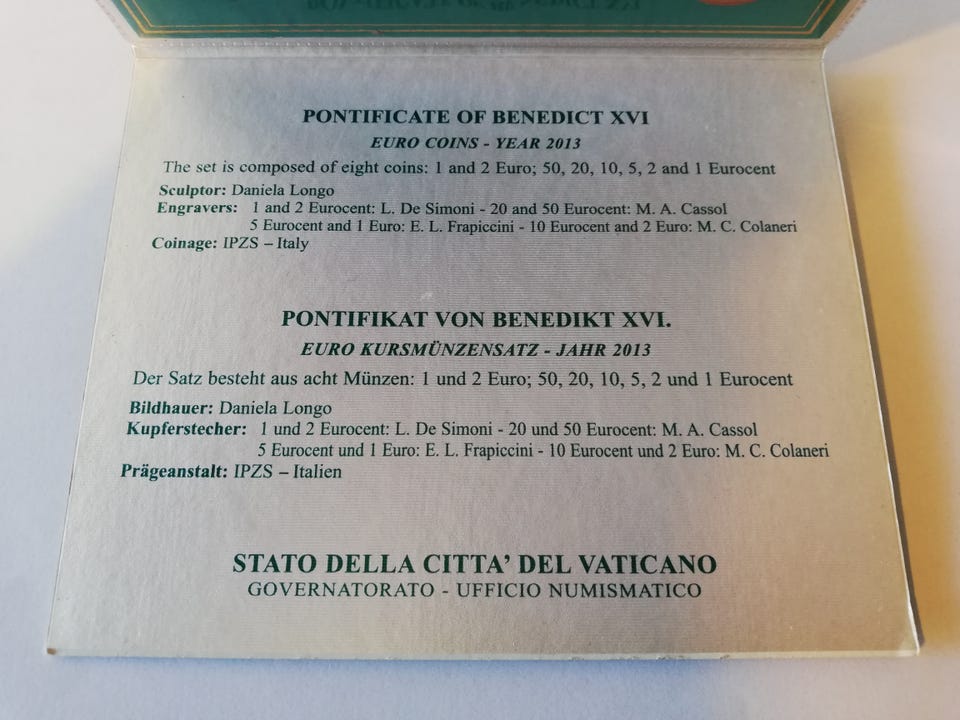 PONTIFICATE OF BENEDICT XVI
EURO COINS - YEAR 2013
The set is composed of eight coins: 1 and 2 Euro; 50, 20, 10, 5, 2 and 1 Eurocent
Sculptor: Daniela Longo
Engravers: 1 and 2 Eurocent: L. De Simoni - 20 and 50 Eurocent: M. A. Cassol
5 Eurocent and 1 Euro: E. L. Frapiccini - 10 Eurocent and 2 Euro: M. C. Colaneri
Coinage: IPZS – Italy
PONTIFIKAT VON BENEDIKT XVI.
EURO KURSMÜNZENSATZ - JAHR 2013
Der Satz besteht aus acht Münzen: 1 und 2 Euro; 50, 20, 10, 5, 2 und 1 Eurocent
Bildhauer: Daniela Longo
Kupferstecher: 1 und 2 Eurocent: L. De Simoni - 20 und 50 Eurocent: M. A. Cassol
5 Eurocent und 1 Euro: E. L. Frapiccini - 10 Eurocent und 2 Euro: M. C. Colaneri
Prägeanstalt: IPZS – Italien
STATO DELLA CITTA' DEL VATICANO
GOVERNATORATO - UFFICIO NUMISMATICO